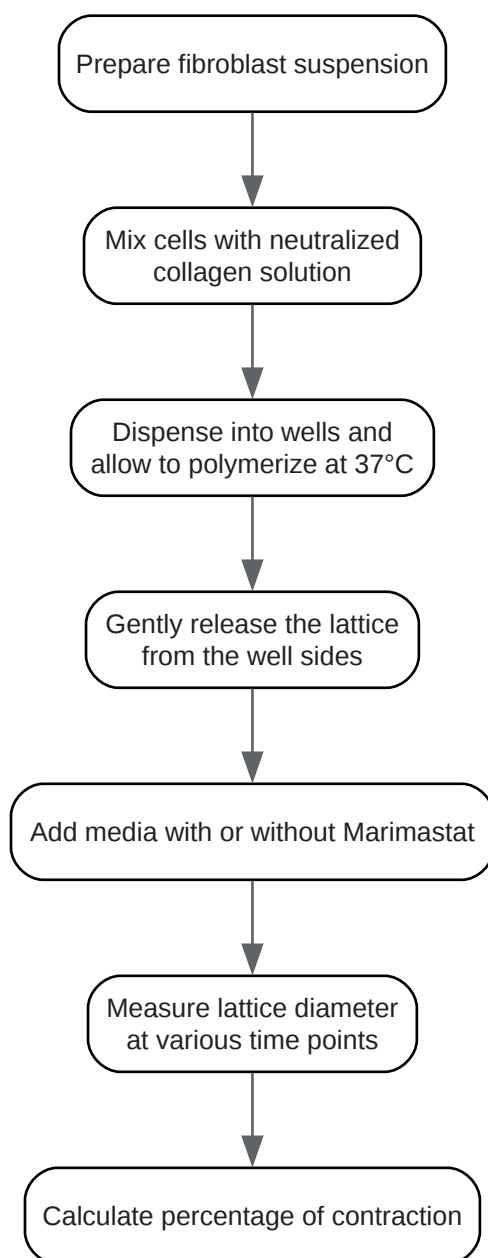 Prepare fibroblast suspension
Mix cells with neutralized
collagen solution
Dispense into wells and
allow to polymerize at 37°C
Gently release the lattice
from the well sides
Add media with or without Marimastat
Measure lattice diameter
at various time points
Calculate percentage of contraction